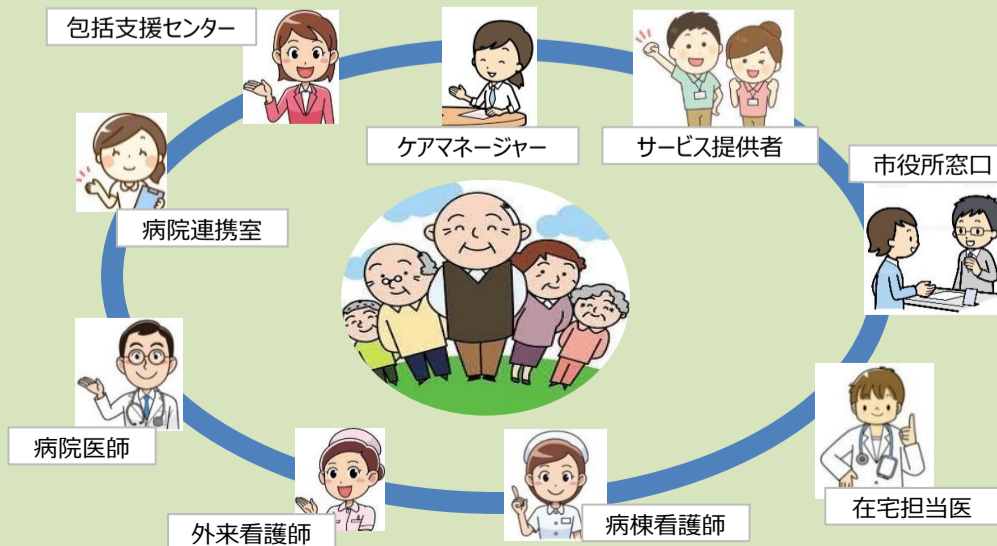 包括支援センター
ケアマネージャー
サービス提供者
市役所窓口
病院連携室
病院医師
在宅担当医
外来看護師
病棟看護師